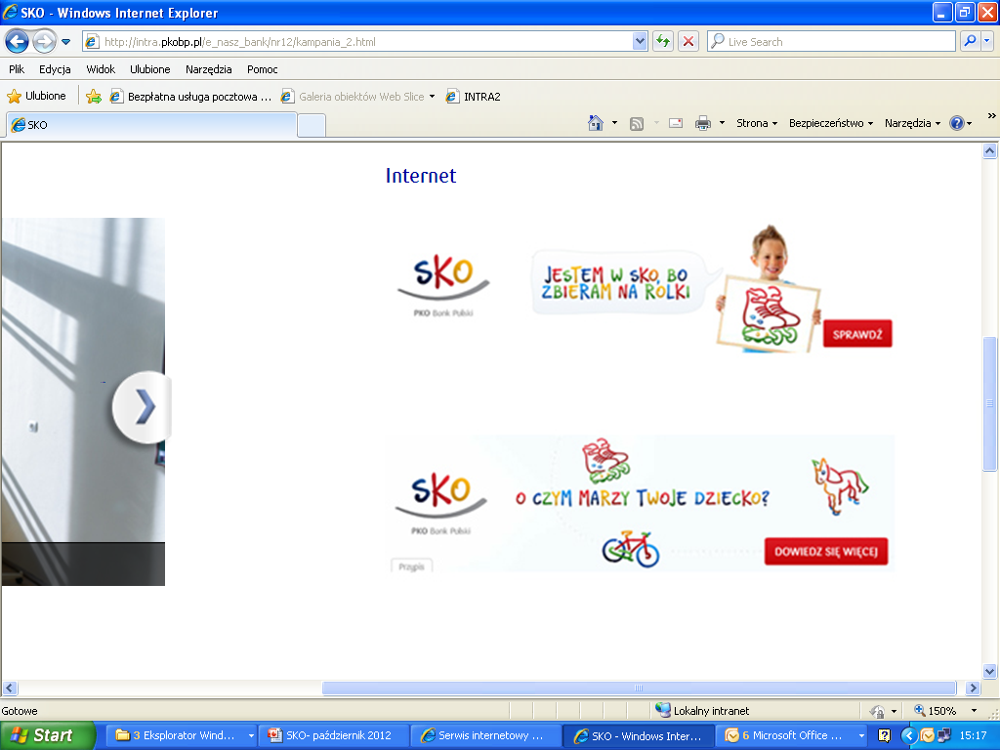 SKO - Windows Internet Explorer
http://intra.pkobp.pl/e_nasz_bank/nr12/kampania_2.html
Live Search
Plik Edycja Widok Ulubione Narzędzia Pomoc
Ulubione Bezpłatna usługa pocztowa ... Galeria obiektów Web Slice INTRA2
SKO
Strona Bezpieczeństwo Narzędzia
Internet
SKO
PKO Bank Polski
JESTEM W SKO, BO
ZBIERAM NA ROLKI
SPRAWDŹ
SKO
PKO Bank Polski
O CZYM MARZY TWOJE DZIECKO?
DOWIEDZ SIĘ WIĘCEJ
Przypis
Gotowe
Lokalny intranet
150%
Start
3 Eksplorator Wind...
SKO- październik 2012
Serwis internetowy ...
SKO - Windows Inter...
6 Microsoft Office ...
15:17